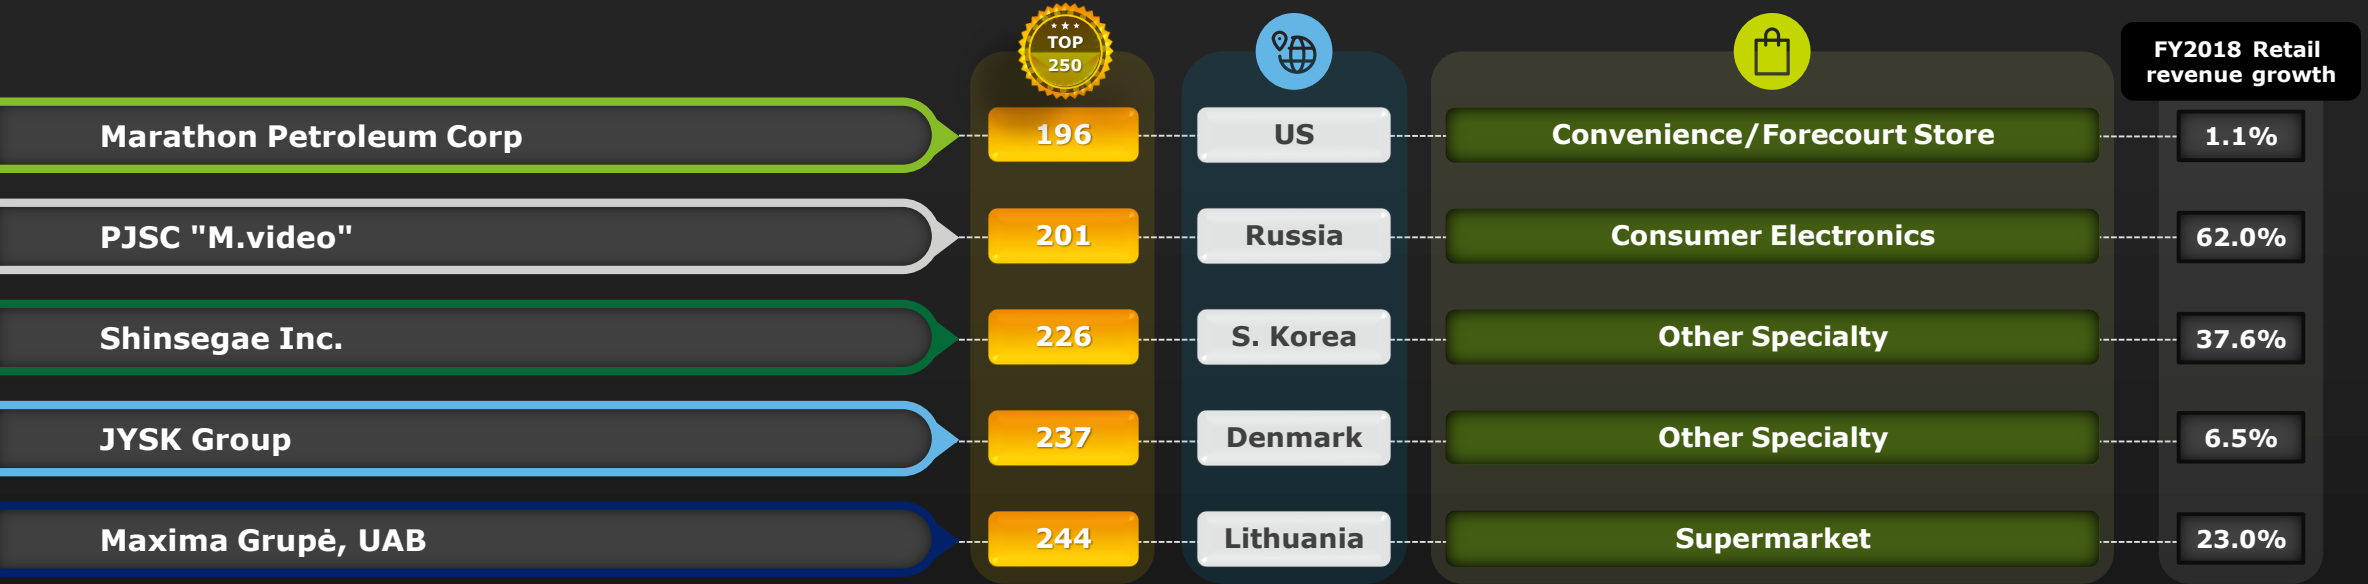 TOP
250
FY2018 Retail
revenue growth
Marathon Petroleum Corp 196 US Convenience/Forecourt Store 1.1%
PJSC "M.video" 201 Russia Consumer Electronics 62.0%
Shinsegae Inc. 226 S. Korea Other Specialty 37.6%
JYSK Group 237 Denmark Other Specialty 6.5%
Maxima Grupė, UAB 244 Lithuania Supermarket 23.0%